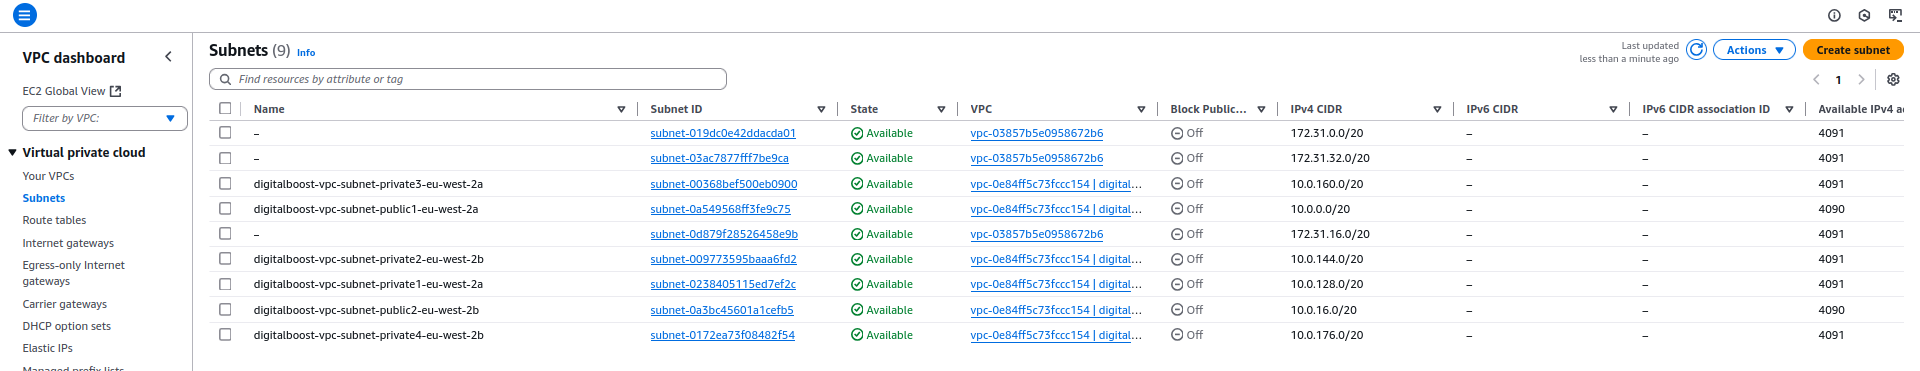 VPC dashboard
EC2 Global View
Filter by VPC:
Virtual private cloud
Your VPCs
Subnets
Route tables
Internet gateways
Egress-only Internet
gateways
Carrier gateways
DHCP option sets
Elastic IPs
Managed prefix lists
Subnets (9) Info
Last updated
less than a minute ago
Actions
Create subnet
Find resources by attribute or tag
1
Name Subnet ID State VPC Block Public... IPv4 CIDR IPv6 CIDR IPv6 CIDR association ID Available IPv4 a
– subnet-019dc0e42ddacda01 Available vpc-03857b5e0958672b6 Off 172.31.0.0/20 – – 4091
– subnet-03ac7877fff7be9ca Available vpc-03857b5e0958672b6 Off 172.31.32.0/20 – – 4091
digitalboost-vpc-subnet-private3-eu-west-2a subnet-00368bef500eb0900 Available vpc-0e84ff5c73fccc154 | digital... Off 10.0.160.0/20 – – 4091
digitalboost-vpc-subnet-public1-eu-west-2a subnet-0a549568ff3fe9c75 Available vpc-0e84ff5c73fccc154 | digital... Off 10.0.0.0/20 – – 4090
– subnet-0d879f28526458e9b Available vpc-03857b5e0958672b6 Off 172.31.16.0/20 – – 4091
digitalboost-vpc-subnet-private2-eu-west-2b subnet-009773595baaa6fd2 Available vpc-0e84ff5c73fccc154 | digital... Off 10.0.144.0/20 – – 4091
digitalboost-vpc-subnet-private1-eu-west-2a subnet-0238405115ed7ef2c Available vpc-0e84ff5c73fccc154 | digital... Off 10.0.128.0/20 – – 4091
digitalboost-vpc-subnet-public2-eu-west-2b subnet-0a3bc45601a1cefb5 Available vpc-0e84ff5c73fccc154 | digital... Off 10.0.16.0/20 – – 4090
digitalboost-vpc-subnet-private4-eu-west-2b subnet-0172ea73f08482f54 Available vpc-0e84ff5c73fccc154 | digital... Off 10.0.176.0/20 – – 4091